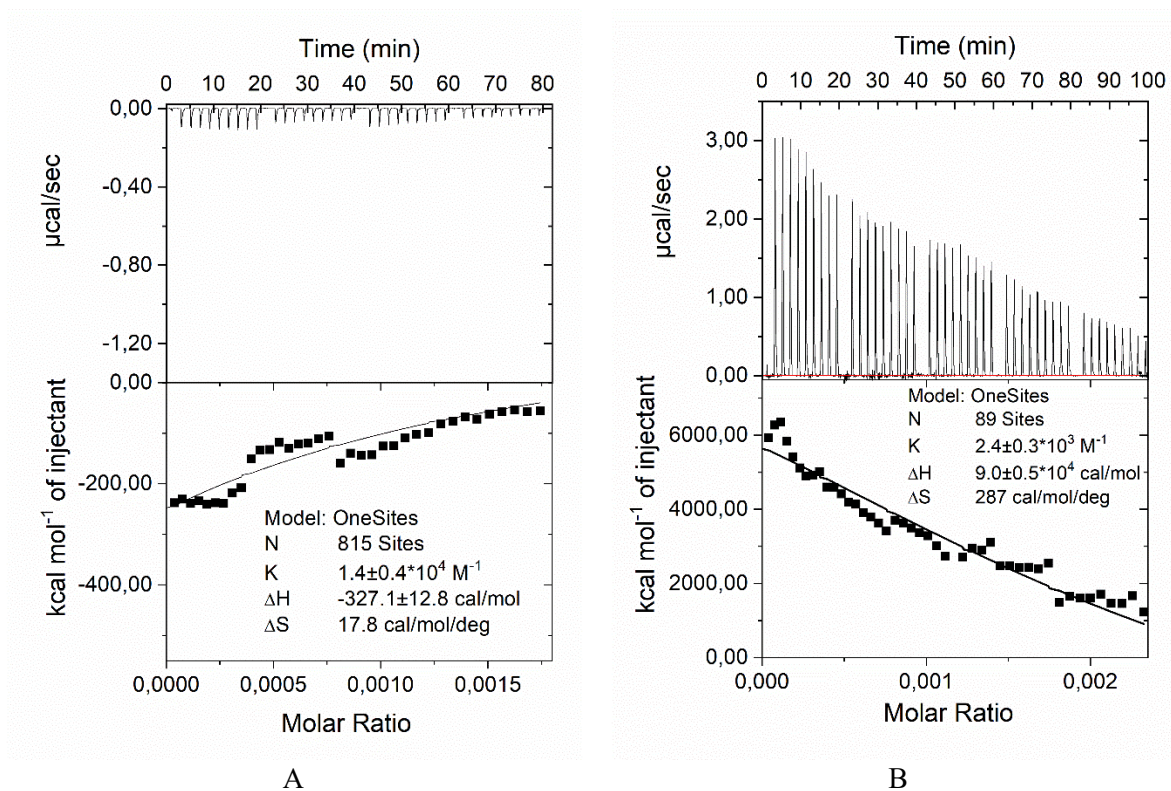 Time (min)
0 10 20 30 40 50 60 70 80
0,00
-0,40
-0,80
-1,20
µcal/sec
0,00
-200,00
-400,00
kcal mol⁻¹ of injectant
Model: OneSites
N 815 Sites
K 1.4±0.4*10⁴ M⁻¹
ΔH -327.1±12.8 cal/mol
ΔS 17.8 cal/mol/deg
0,0000 0,0005 0,0010 0,0015
Molar Ratio
A
Time (min)
0 10 20 30 40 50 60 70 80 90 100
3,00
2,00
1,00
0,00
µcal/sec
6000,00
4000,00
2000,00
0,00
kcal mol⁻¹ of injectant
Model: OneSites
N 89 Sites
K 2.4±0.3*10³ M⁻¹
ΔH 9.0±0.5*10⁴ cal/mol
ΔS 287 cal/mol/deg
0,000 0,001 0,002
Molar Ratio
B